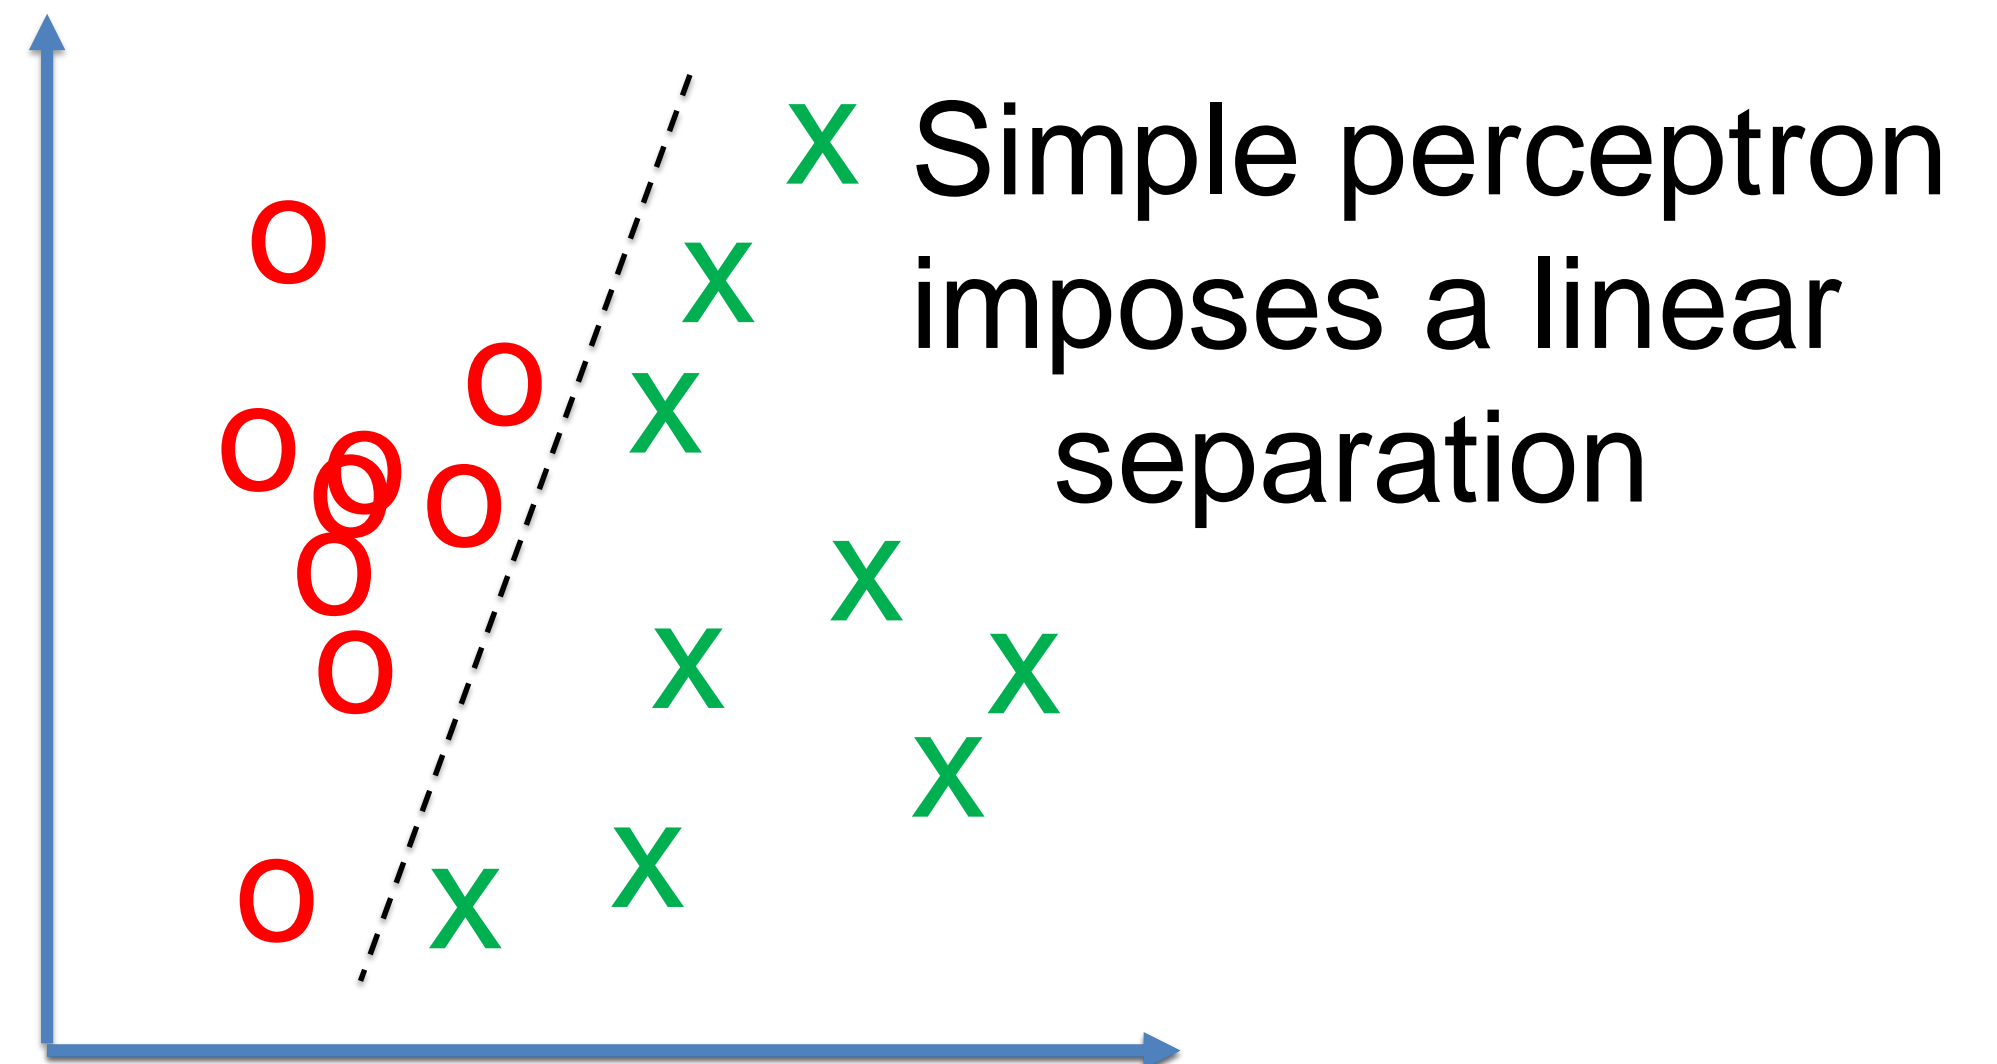 Simple perceptron
imposes a linear
separation
x
x
x
x
x
x
x
x
x
o
o
o
o
o
o
o
o
o